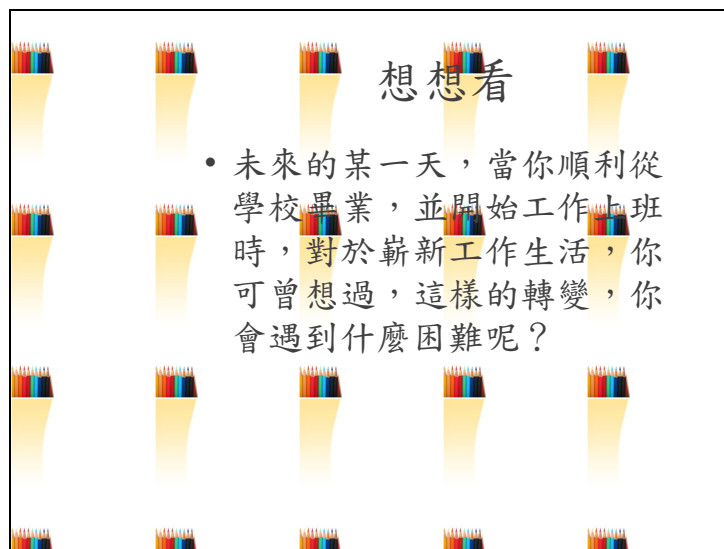 想想看
• 未來的某一天，當你順利從
學校畢業，並開始工作上班
時，對於嶄新工作生活，你
可曾想過，這樣的轉變，你
會遇到什麼困難呢？